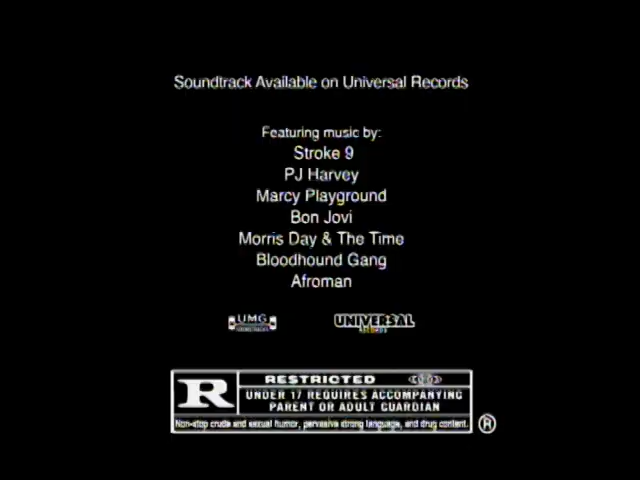 Soundtrack Available on Universal Records
Featuring music by:
Stroke 9
PJ Harvey
Marcy Playground
Bon Jovi
Morris Day & The Time
Bloodhound Gang
Afroman
UMG
UNIVERSAL
RECORDS
R
RESTRICTED
UNDER 17 REQUIRES ACCOMPANYING
PARENT OR ADULT GUARDIAN
Non-stop crude and sexual humor, pervasive strong language, and drug content.
®